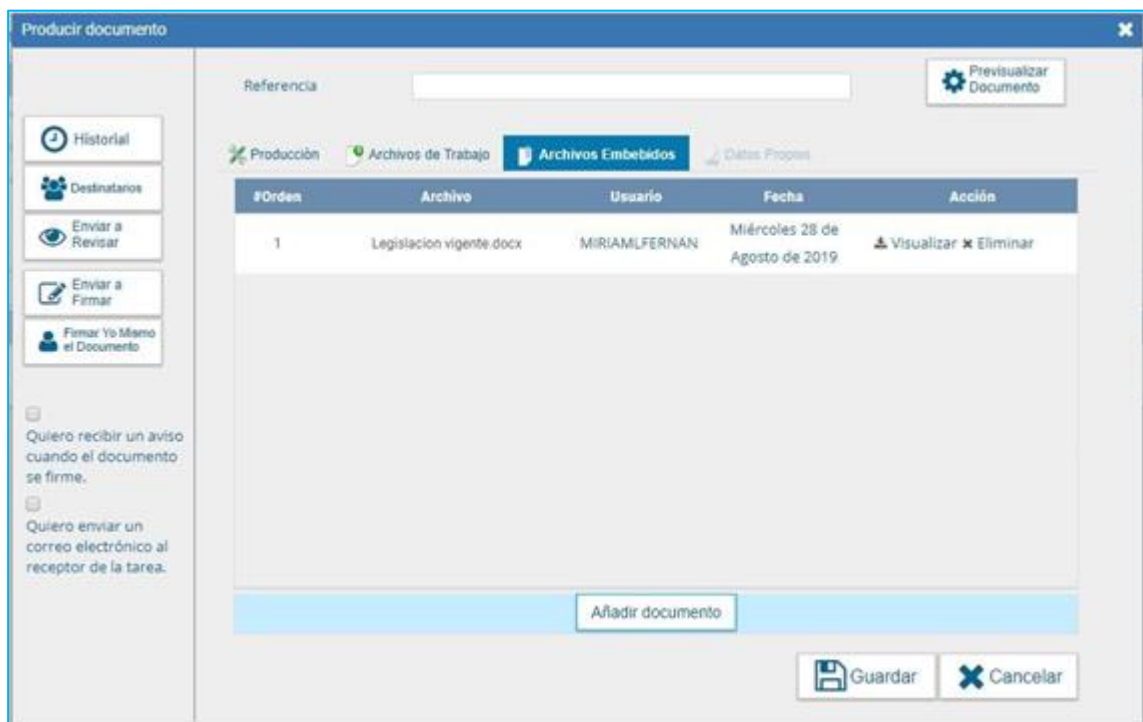 Producir documento
Referencia
Previsualizar
Documento
Historial
Destinatarios
Enviar a
Revisar
Enviar a
Firmar
Firmar Yo Mismo
el Documento
Quiero recibir un aviso
cuando el documento
se firme.
Quiero enviar un
correo electrónico al
receptor de la tarea.
Producción Archivos de Trabajo Archivos Embebidos Datos Propios
#Orden Archivo Usuario Fecha Acción
1 Legislacion vigente.docx MIRIAMLFERNAN Miércoles 28 de
Agosto de 2019 Visualizar Eliminar
Añadir documento
Guardar Cancelar